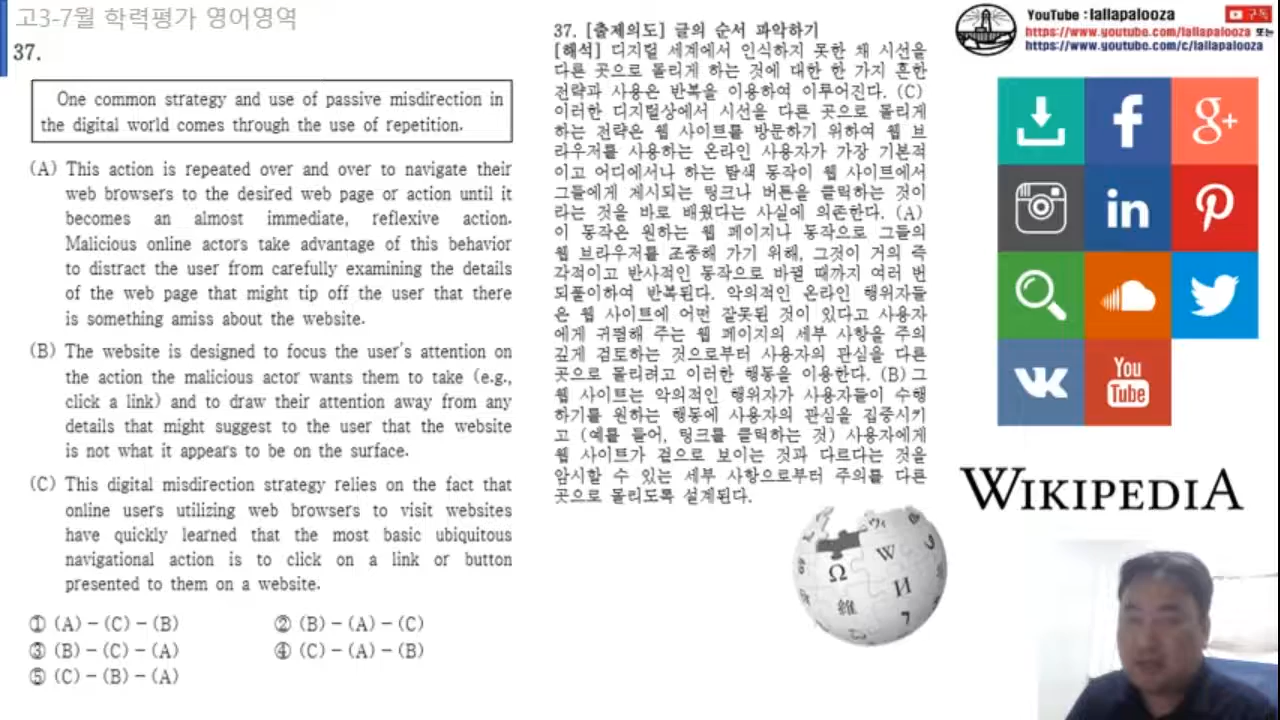 고3-7월 학력평가 영어영역
37.
One common strategy and use of passive misdirection in
the digital world comes through the use of repetition.
(A) This action is repeated over and over to navigate their
web browsers to the desired web page or action until it
becomes an almost immediate, reflexive action.
Malicious online actors take advantage of this behavior
to distract the user from carefully examining the details
of the web page that might tip off the user that there
is something amiss about the website.
(B) The website is designed to focus the user's attention on
the action the malicious actor wants them to take (e.g.,
click a link) and to draw their attention away from any
details that might suggest to the user that the website
is not what it appears to be on the surface.
(C) This digital misdirection strategy relies on the fact that
online users utilizing web browsers to visit websites
have quickly learned that the most basic ubiquitous
navigational action is to click on a link or button
presented to them on a website.
① (A) - (C) - (B)
② (B) - (A) - (C)
③ (B) - (C) - (A)
④ (C) - (A) - (B)
⑤ (C) - (B) - (A)
37. [출제의도] 글의 순서 파악하기
[해석] 디지털 세계에서 인식하지 못한 채 시선을
다른 곳으로 돌리게 하는 것에 대한 한 가지 흔한
전략과 사용은 반복을 이용하여 이루어진다. (C)
이러한 디지털상에서 시선을 다른 곳으로 돌리게
하는 전략은 웹 사이트를 방문하기 위하여 웹 브
라우저를 사용하는 온라인 사용자가 가장 기본적
이고 어디에서나 하는 탐색 동작이 웹 사이트에서
그들에게 제시되는 링크나 버튼을 클릭하는 것이
라는 것을 바로 배웠다는 사실에 의존한다. (A)
이 동작은 원하는 웹 페이지나 동작으로 그들의
웹 브라우저를 조종해 가기 위해, 그것이 거의 즉
각적이고 반사적인 동작으로 바뀔 때까지 여러 번
되풀이하여 반복된다. 악의적인 온라인 행위자들
은 웹 사이트에 어떤 잘못된 것이 있다고 사용자
에게 귀띔해 주는 웹 페이지의 세부 사항을 주의
깊게 검토하는 것으로부터 사용자의 관심을 다른
곳으로 돌리려고 이러한 행동을 이용한다. (B) 그
웹 사이트는 악의적인 행위자가 사용자들이 수행
하기를 원하는 행동에 사용자의 관심을 집중시키
고 (예를 들어, 링크를 클릭하는 것) 사용자에게
웹 사이트가 겉으로 보이는 것과 다르다는 것을
암시할 수 있는 세부 사항으로부터 주의를 다른
곳으로 돌리도록 설계된다.
YouTube : lallapalooza
구독
https://www.youtube.com/lallapalooza 또는
https://www.youtube.com/c/lallapalooza
f
g+
in
You
Tube
WIKIPEDIA
Ω
W
И
維